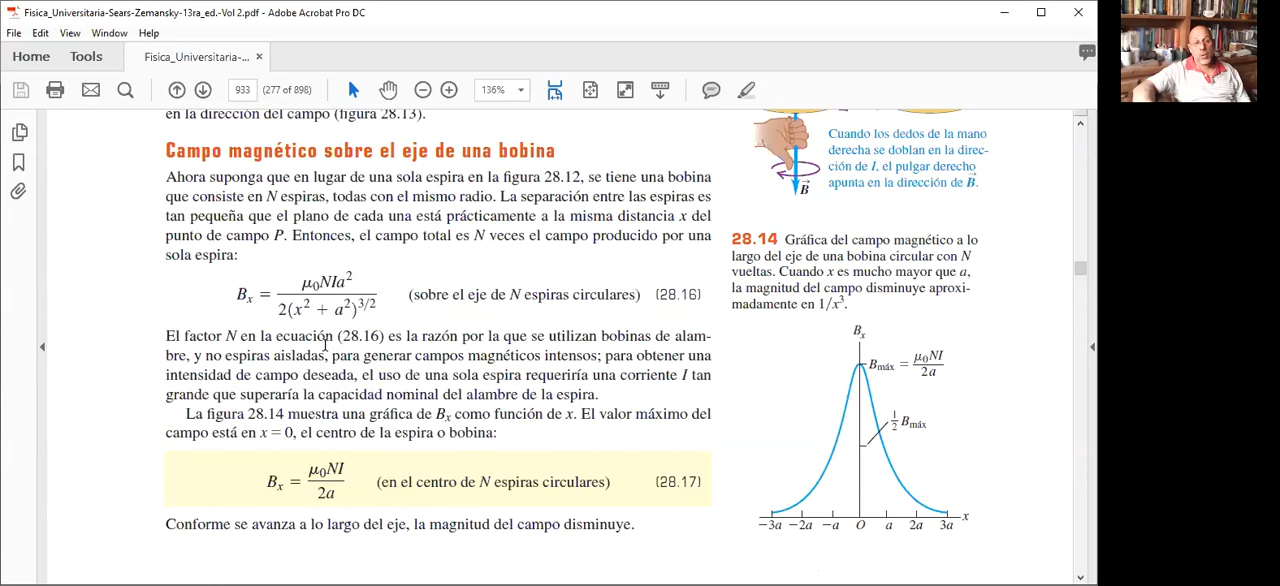 Fisica_Universitaria-Sears-Zemansky-13ra_ed.-Vol 2.pdf - Adobe Acrobat Pro DC
File Edit View Window Help
Home Tools Fisica_Universitaria-... ×
933 (277 of 898) 136%
en la dirección del campo (figura 28.13).
Campo magnético sobre el eje de una bobina
Ahora suponga que en lugar de una sola espira en la figura 28.12, se tiene una bobina
que consiste en N espiras, todas con el mismo radio. La separación entre las espiras es
tan pequeña que el plano de cada una está prácticamente a la misma distancia x del
punto de campo P. Entonces, el campo total es N veces el campo producido por una
sola espira:
Bₓ = μ₀NIa² / 2(x² + a²)^3/2 (sobre el eje de N espiras circulares) (28.16)
El factor N en la ecuación (28.16) es la razón por la que se utilizan bobinas de alam-
bre, y no espiras aisladas, para generar campos magnéticos intensos; para obtener una
intensidad de campo deseada, el uso de una sola espira requeriría una corriente I tan
grande que superaría la capacidad nominal del alambre de la espira.
La figura 28.14 muestra una gráfica de Bₓ como función de x. El valor máximo del
campo está en x = 0, el centro de la espira o bobina:
Bₓ = μ₀NI / 2a (en el centro de N espiras circulares) (28.17)
Conforme se avanza a lo largo del eje, la magnitud del campo disminuye.
Cuando los dedos de la mano
derecha se doblan en la direc-
ción de I, el pulgar derecho
apunta en la dirección de B⃗.
B⃗
28.14 Gráfica del campo magnético a lo
largo del eje de una bobina circular con N
vueltas. Cuando x es mucho mayor que a,
la magnitud del campo disminuye aproxi-
madamente en 1/x³.
Bₓ
Bmáx = μ₀NI / 2a
1/2 Bmáx
−3a −2a −a O a 2a 3a x